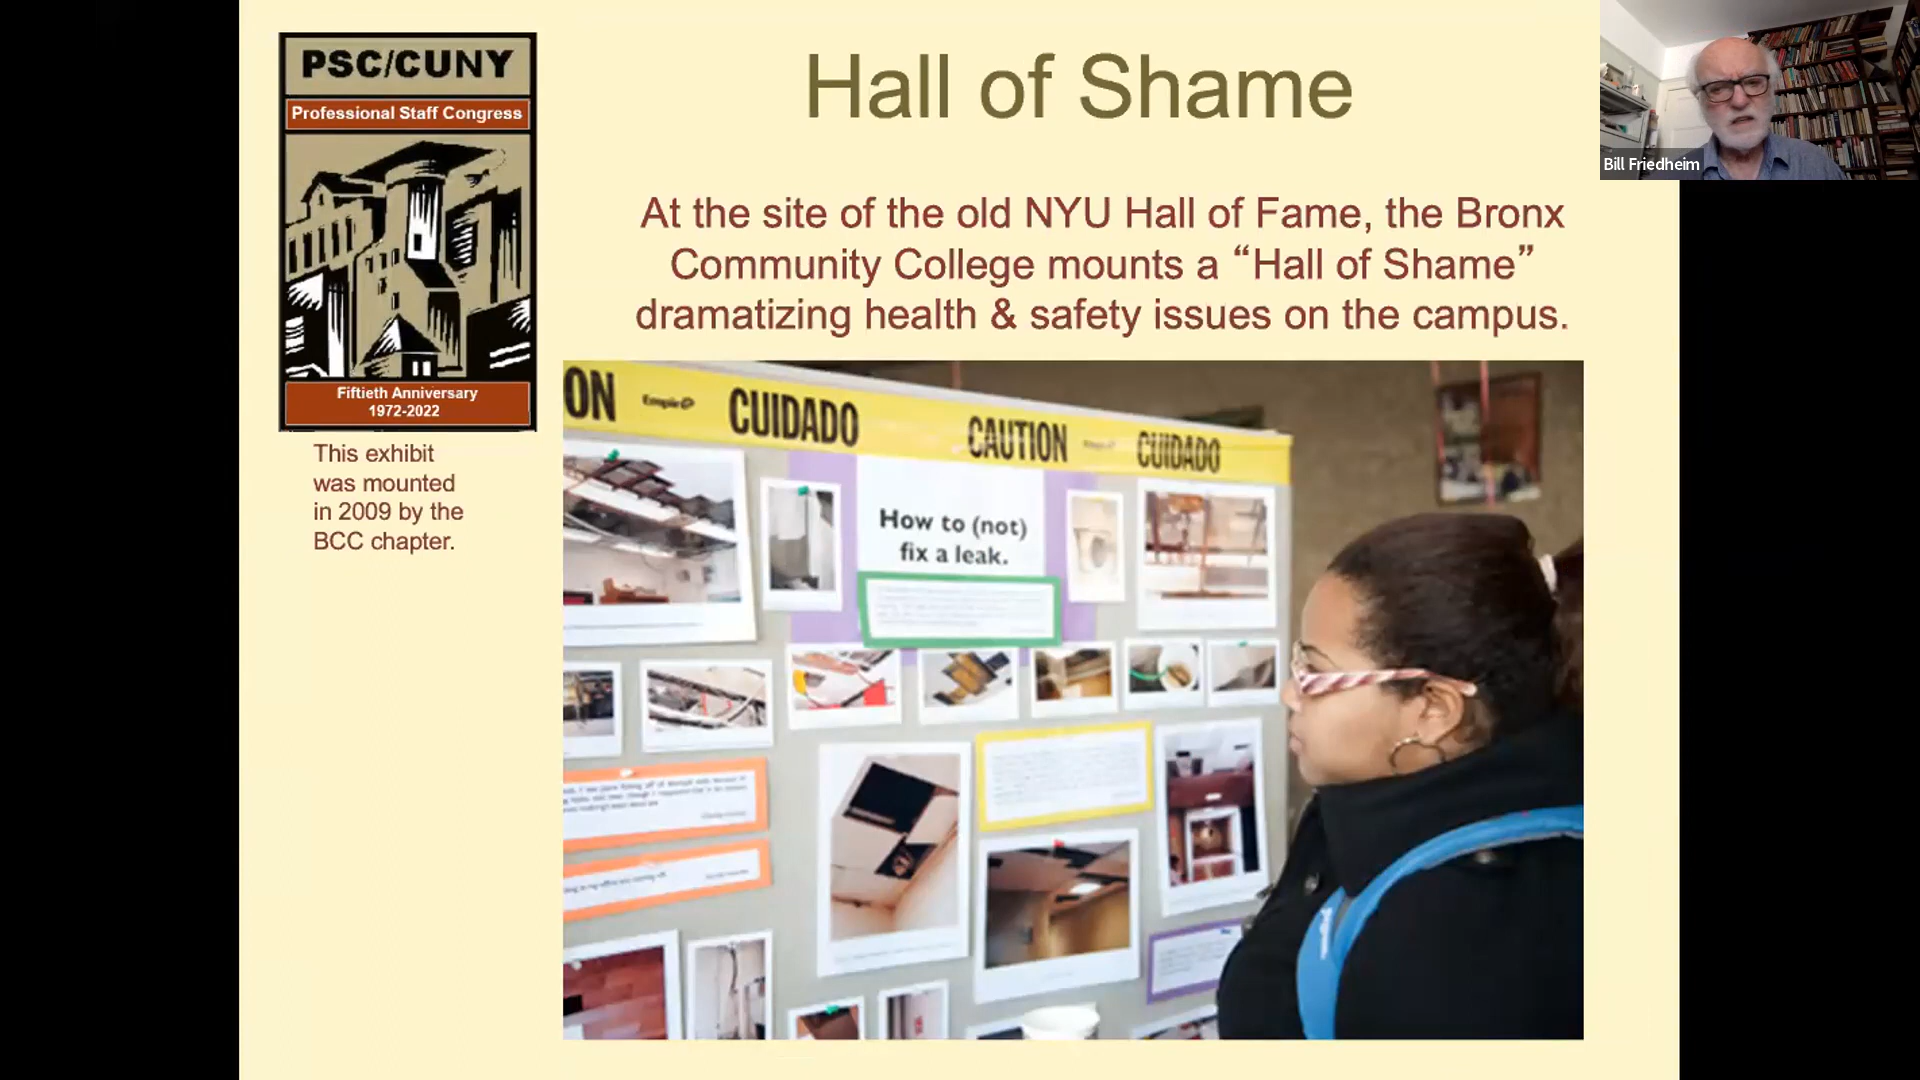 PSC/CUNY
Professional Staff Congress
Fiftieth Anniversary
1972-2022
This exhibit
was mounted
in 2009 by the
BCC chapter.
Hall of Shame
At the site of the old NYU Hall of Fame, the Bronx
Community College mounts a “Hall of Shame”
dramatizing health & safety issues on the campus.
ON Empire CUIDADO CAUTION Empire CUIDADO
How to (not)
fix a leak.
Bill Friedheim